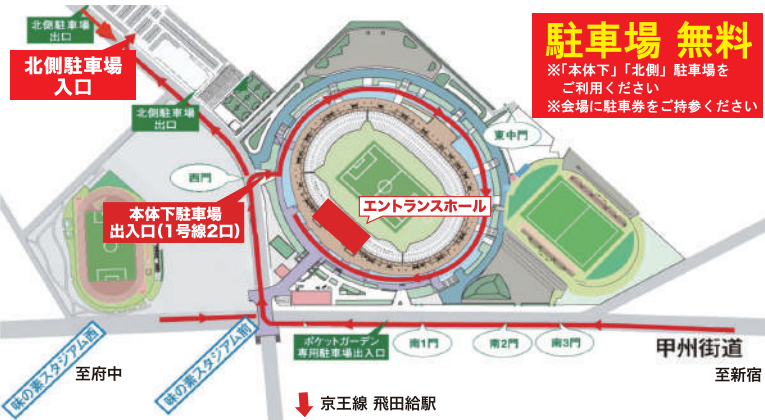 北側駐車場
出口
北側駐車場
入口
駐車場 無料
※「本体下」「北側」駐車場を
ご利用ください
※会場に駐車券をご持参ください
北側駐車場
出口
東中門
西門
本体下駐車場
出入口(1号線2口)
エントランスホール
味の素スタジアム西
味の素スタジアム前
ポケットガーデン
専用駐車場出入口
南1門
南2門
南3門
甲州街道
至府中
至新宿
京王線 飛田給駅